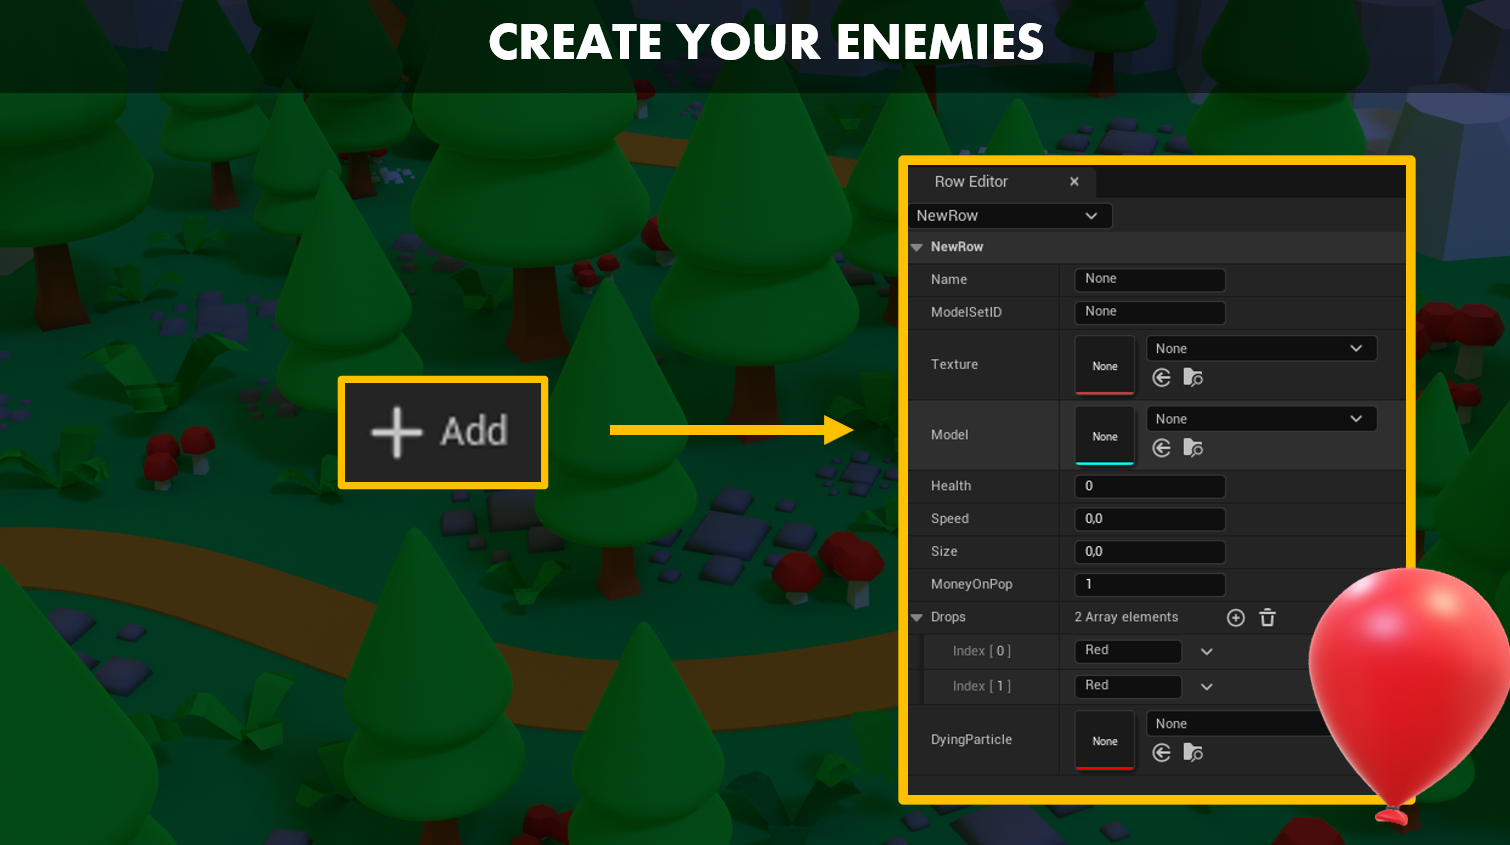 CREATE YOUR ENEMIES
Add
Row Editor
NewRow
NewRow
Name None
ModelSetID None
Texture None None
Model None None
Health 0
Speed 0,0
Size 0,0
MoneyOnPop 1
Drops 2 Array elements
Index [ 0 ] Red
Index [ 1 ] Red
DyingParticle None None